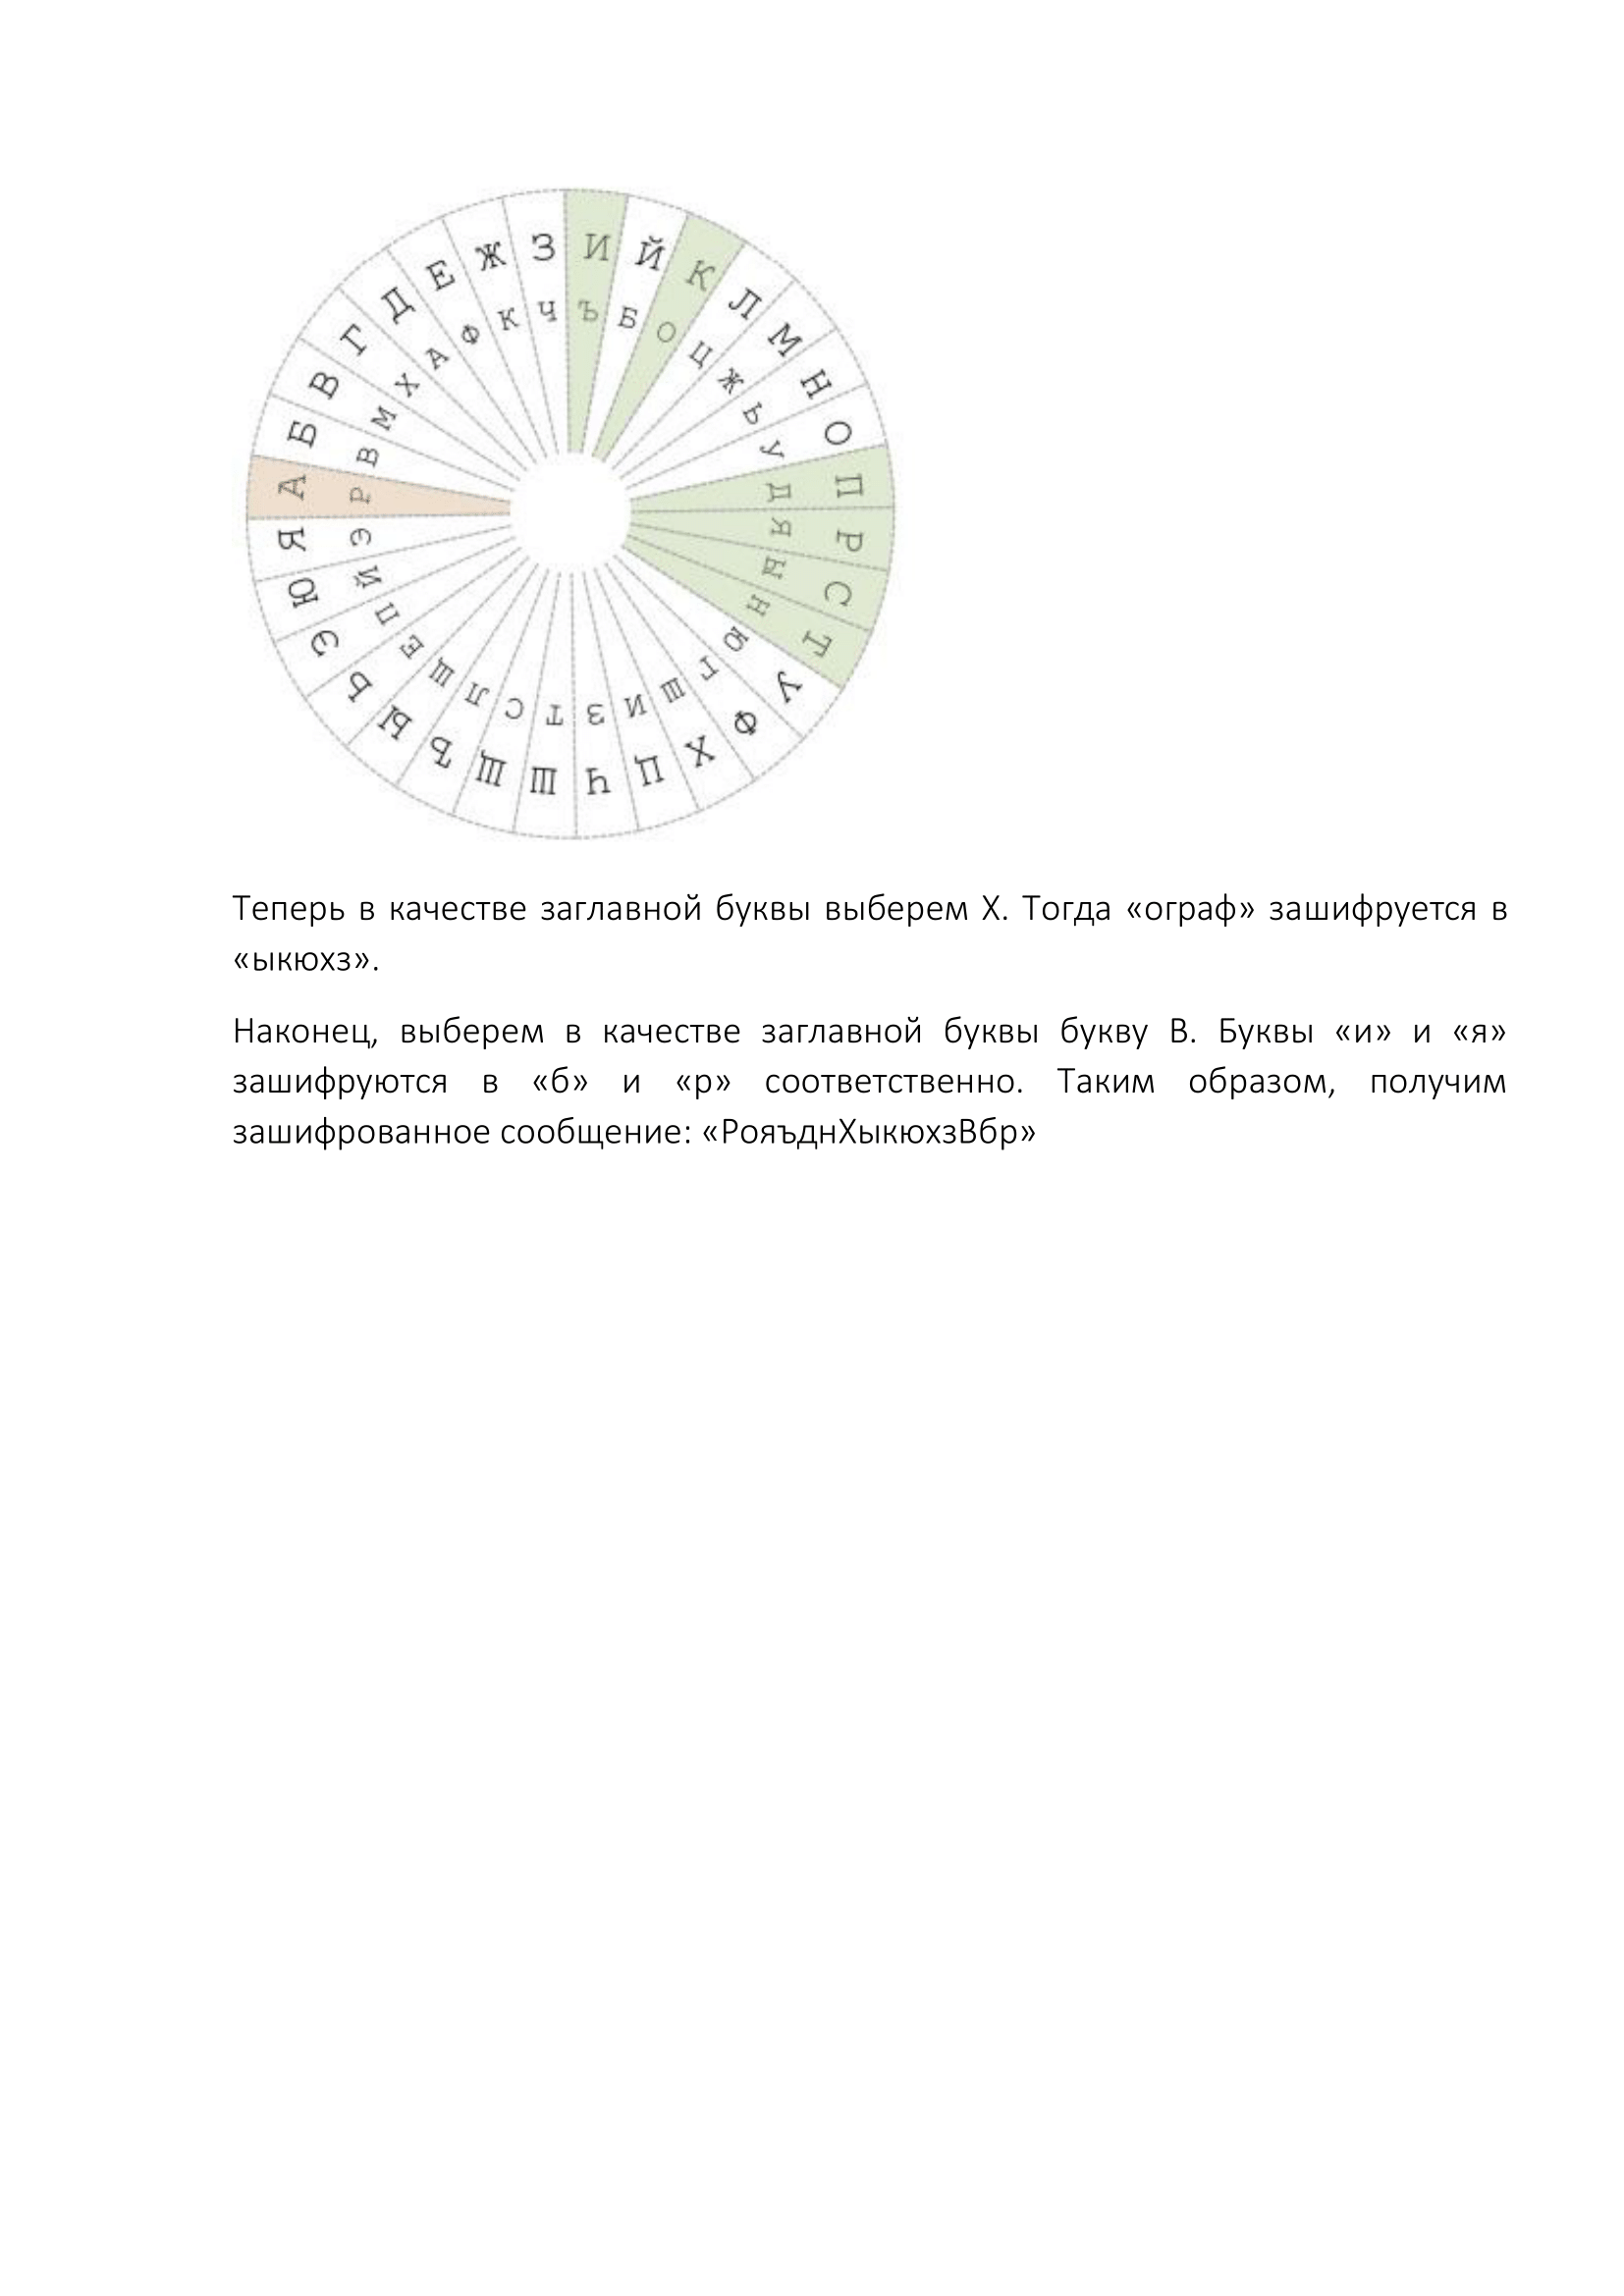 А Б В Г Д Е Ж З И Й К Л М Н О П Р С Т У Ф Х Ц Ч Ш Щ Ъ Ы Ь Э Ю Я
Р В М Х А Ф К Ч Ъ Б О Ц Ж Ь У Д Я Ы Н Ю Г Ш И З Т С Л Щ Е П Й Э
Теперь в качестве заглавной буквы выберем Х. Тогда «ограф» зашифруется в
«ыкюхз».
Наконец, выберем в качестве заглавной буквы букву В. Буквы «и» и «я»
зашифруются в «б» и «р» соответственно. Таким образом, получим
зашифрованное сообщение: «РояъднХыкюхзВбр»